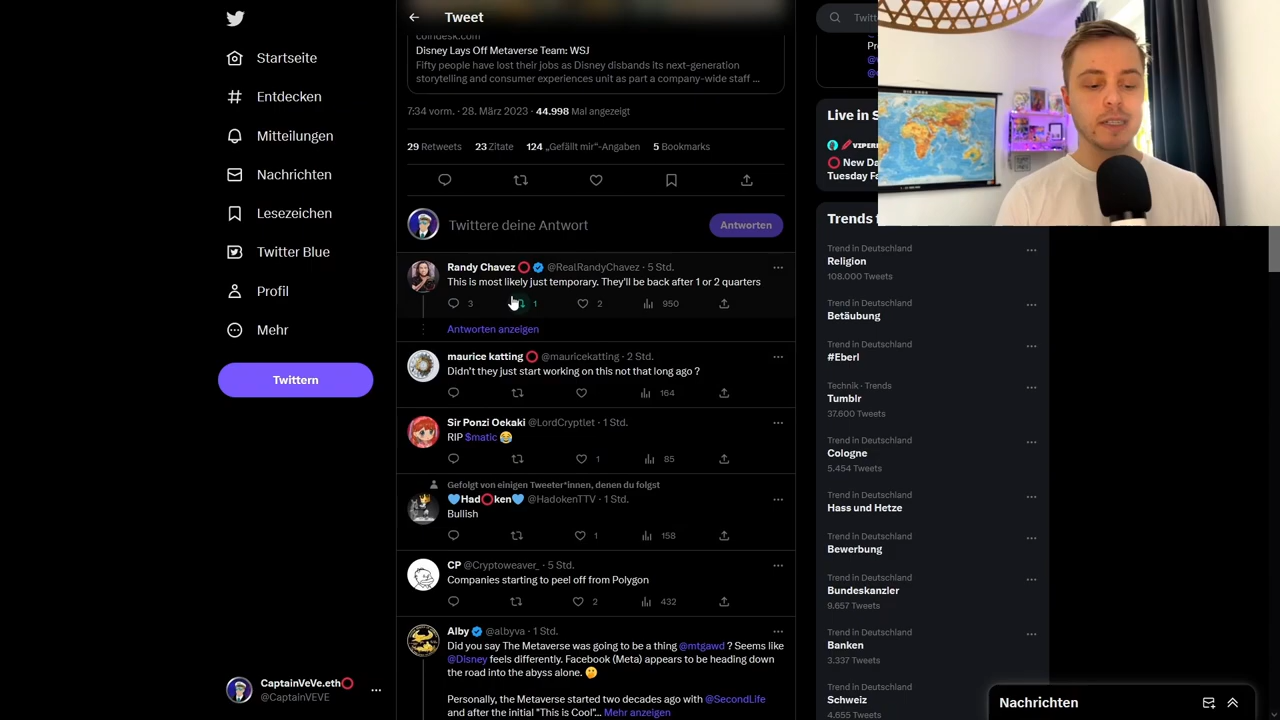 Startseite
Entdecken
Mitteilungen
Nachrichten
Lesezeichen
Twitter Blue
Profil
Mehr
Twittern
CaptainVeVe.eth⭕
@CaptainVEVE
Tweet
coindesk.com
Disney Lays Off Metaverse Team: WSJ
Fifty people have lost their jobs as Disney disbands its next-generation
storytelling and consumer experiences unit as part a company-wide staff ...
7:34 vorm. · 28. März 2023 · 44.998 Mal angezeigt
29 Retweets 23 Zitate 124 „Gefällt mir“-Angaben 5 Bookmarks
Twittere deine Antwort
Antworten
Randy Chavez ⭕ @RealRandyChavez · 5 Std.
This is most likely just temporary. They'll be back after 1 or 2 quarters
3 1 2 950
Antworten anzeigen
maurice katting ⭕ @mauricekatting · 2 Std.
Didn't they just start working on this not that long ago ?
164
Sir Ponzi Oekaki @LordCryptlet · 1 Std.
RIP $matic 😂
1 85
Gefolgt von einigen Tweeter*innen, denen du folgst
💙Had⭕ken💙 @HadokenTTV · 1 Std.
Bullish
1 158
CP @Cryptoweaver_ · 5 Std.
Companies starting to peel off from Polygon
2 432
Alby @albyva · 1 Std.
Did you say The Metaverse was going to be a thing @mtgawd ? Seems like
@Disney feels differently. Facebook (Meta) appears to be heading down
the road into the abyss alone. 🤔
Personally, the Metaverse started two decades ago with @SecondLife
and after the initial "This is Cool"... Mehr anzeigen
Live in S
⭕ New Da
Tuesday Fa
Trends f
Trend in Deutschland
Religion
108.000 Tweets
Trend in Deutschland
Betäubung
Trend in Deutschland
#Eberl
Technik · Trends
Tumblr
37.600 Tweets
Trend in Deutschland
Cologne
5.454 Tweets
Trend in Deutschland
Hass und Hetze
Trend in Deutschland
Bewerbung
Trend in Deutschland
Bundeskanzler
9.657 Tweets
Trend in Deutschland
Banken
3.337 Tweets
Trend in Deutschland
Schweiz
4.655 Tweets
Nachrichten